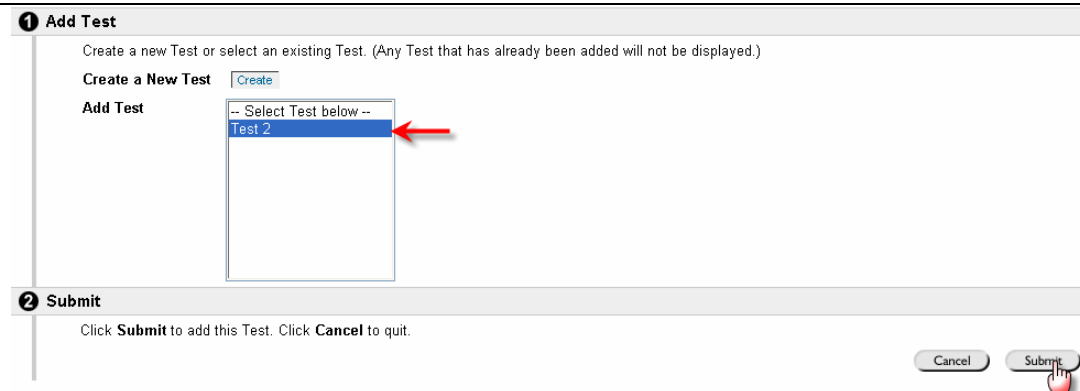 1 Add Test
Create a new Test or select an existing Test. (Any Test that has already been added will not be displayed.)
Create a New Test Create
Add Test
-- Select Test below --
Test 2
2 Submit
Click Submit to add this Test. Click Cancel to quit.
Cancel Submit